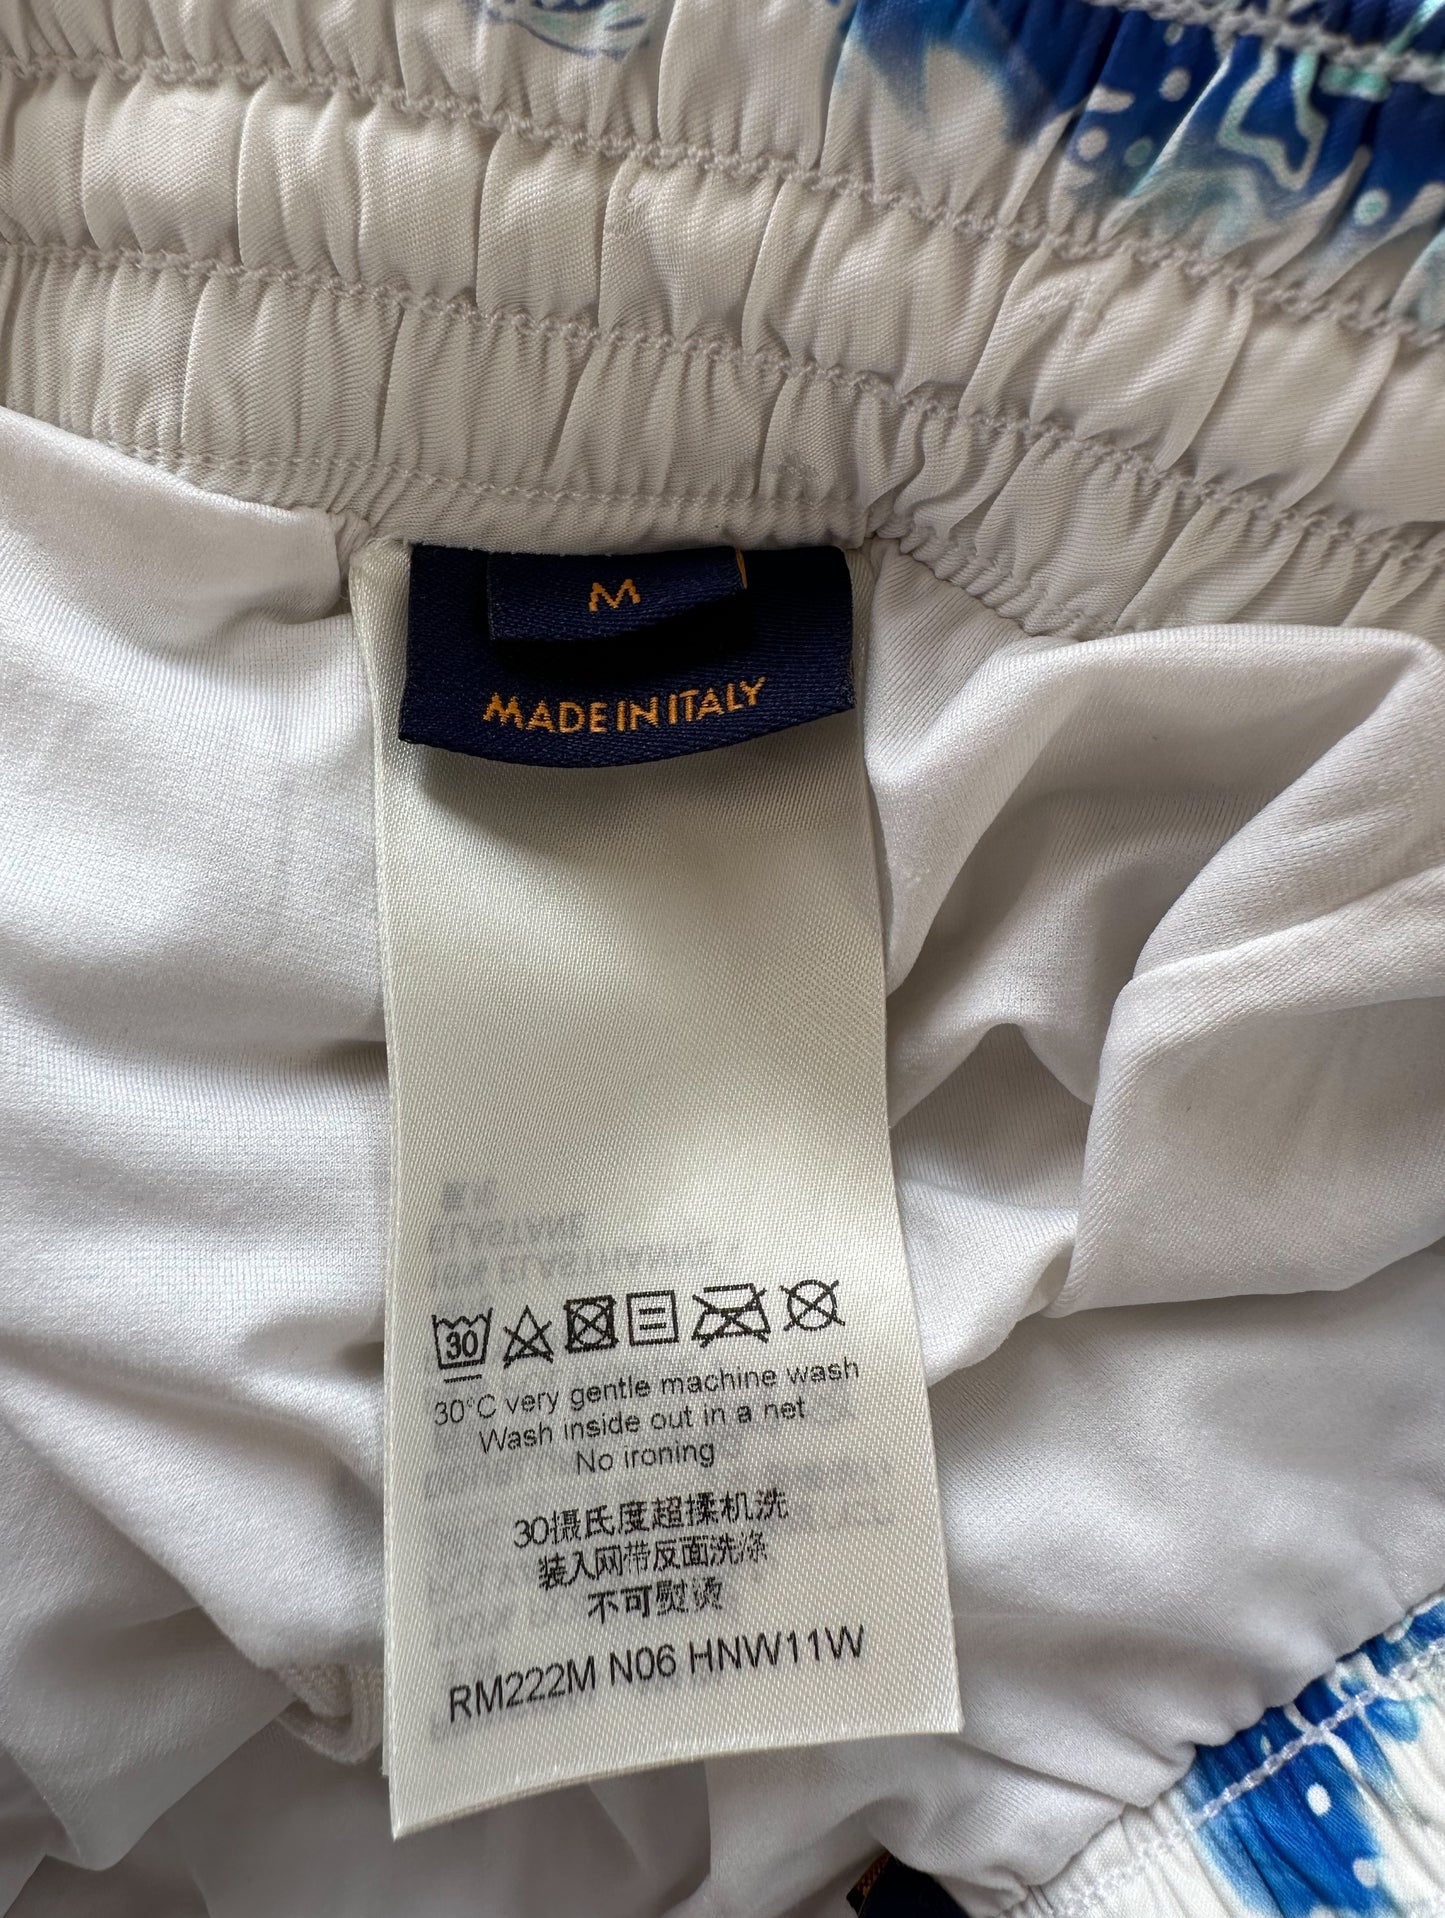 M
MADE IN ITALY
30
30°C very gentle machine wash
Wash inside out in a net
No ironing
30摄氏度超揉机洗
装入网带反面洗涤
不可熨烫
RM222M N06 HNW11W